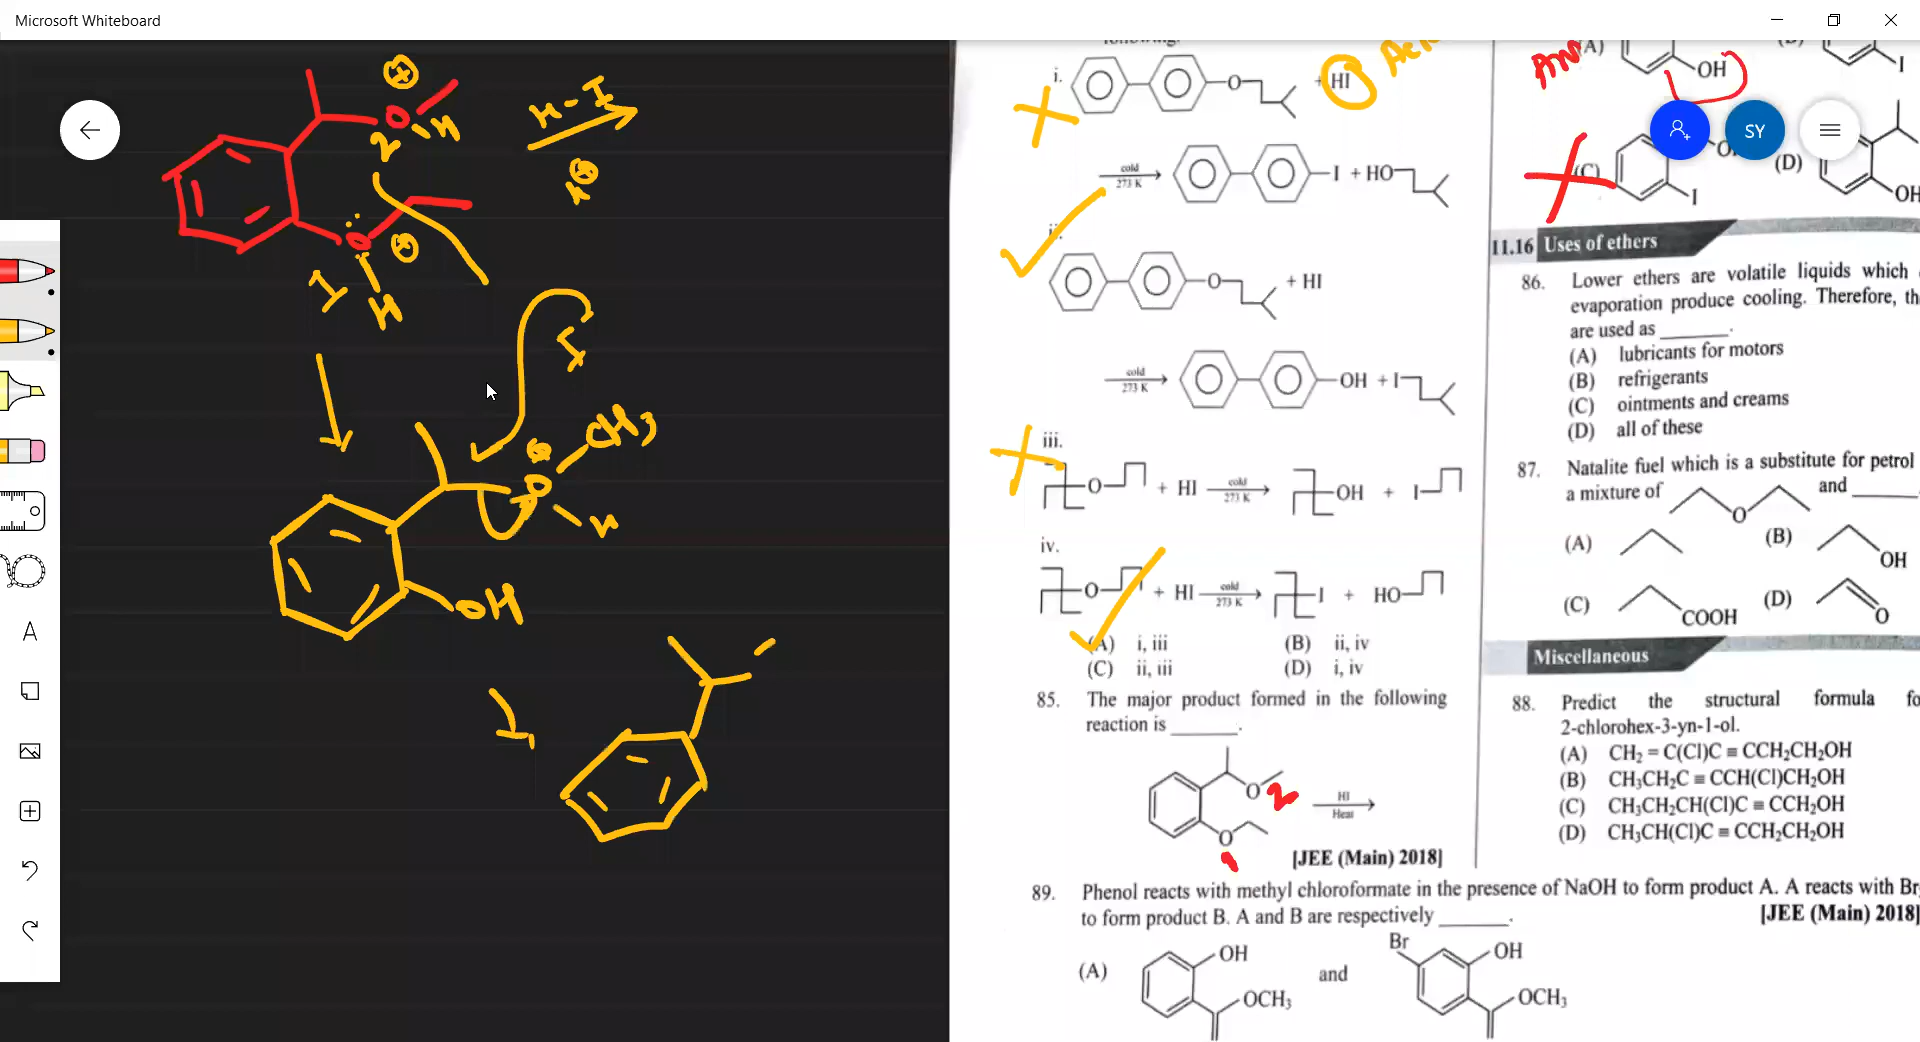 Microsoft Whiteboard
H-I
H
2
I
H
H
I
CH3
O
H
OH
SY
A
following.
i.
O
+ HI
cold
273 K
I + HO
ii.
O
+ HI
cold
273 K
OH + I
iii.
O
+ HI
cold
273 K
OH + I
iv.
O
+ HI
cold
273 K
I + HO
(A) i, iii
(B) ii, iv
(C) ii, iii
(D) i, iv
85. The major product formed in the following
reaction is ______.
O
2
O
1
HI
Heat
[JEE (Main) 2018]
Ans
(A)
OH
I
(C)
I
(D)
OH
11.16 Uses of ethers
86. Lower ethers are volatile liquids which
evaporation produce cooling. Therefore,
are used as ______.
(A) lubricants for motors
(B) refrigerants
(C) ointments and creams
(D) all of these
87. Natalite fuel which is a substitute for petrol
a mixture of
O
and ______
(A)
(B)
OH
(C)
COOH
(D)
O
Miscellaneous
88. Predict the structural formula
2-chlorohex-3-yn-1-ol.
(A) CH₂ = C(Cl)C ≡ CCH₂CH₂OH
(B) CH₃CH₂C ≡ CCH(Cl)CH₂OH
(C) CH₃CH₂CH(Cl)C ≡ CCH₂OH
(D) CH₃CH(Cl)C ≡ CCH₂CH₂OH
89. Phenol reacts with methyl chloroformate in the presence of NaOH to form product A. A reacts with Br
to form product B. A and B are respectively ______.
[JEE (Main) 2018]
(A)
OH
OCH₃
and
Br
OH
OCH₃